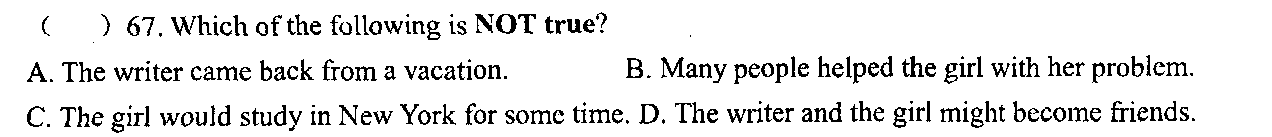 ( ) 67. Which of the following is NOT true?
A. The writer came back from a vacation. B. Many people helped the girl with her problem.
C. The girl would study in New York for some time. D. The writer and the girl might become friends.